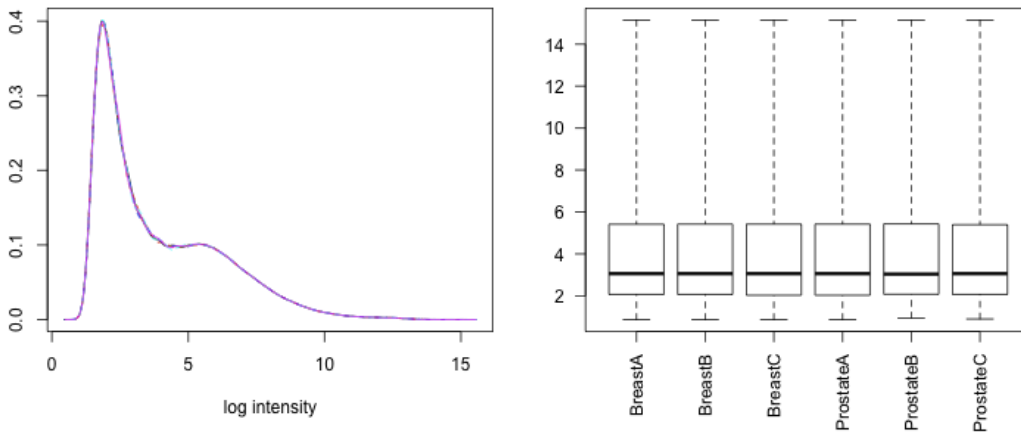 0.4
0.3
0.2
0.1
0.0
0 5 10 15
log intensity
14
12
10
8
6
4
2
BreastA
BreastB
BreastC
ProstateA
ProstateB
ProstateC